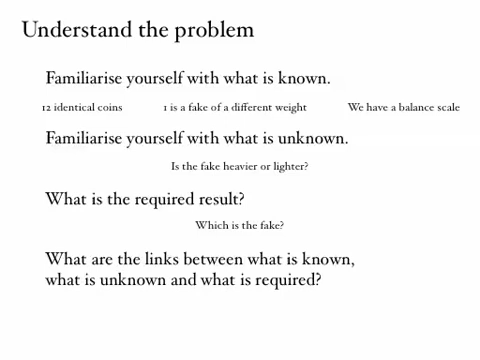 Understand the problem
Familiarise yourself with what is known.
12 identical coins 1 is a fake of a different weight We have a balance scale
Familiarise yourself with what is unknown.
Is the fake heavier or lighter?
What is the required result?
Which is the fake?
What are the links between what is known,
what is unknown and what is required?